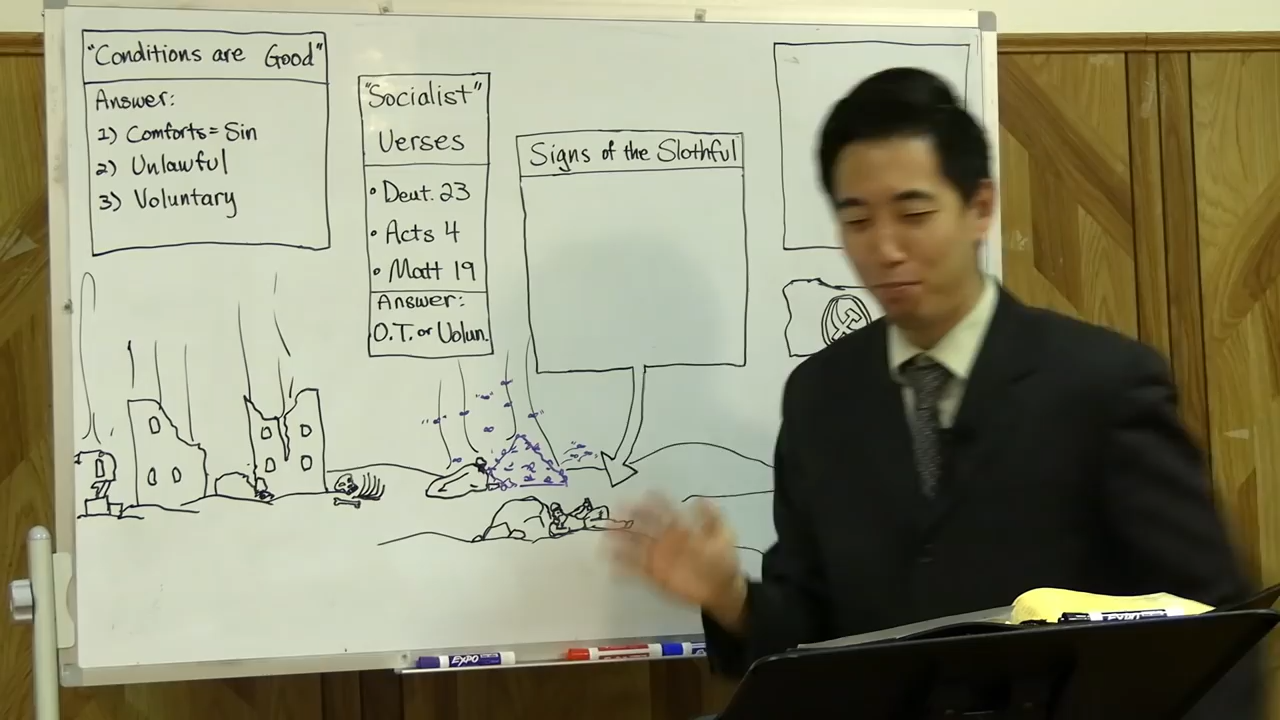 "Conditions are Good"
Answer:
1) Comforts = Sin
2) Unlawful
3) Voluntary
"Socialist"
Verses
• Deut. 23
• Acts 4
• Matt 19
Answer:
O.T. or Volun.
Signs of the Slothful
EXPO
EXPO